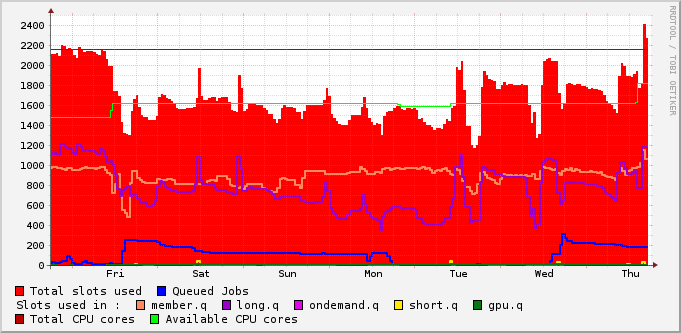 RRDTOOL / TOBI OETIKER
2400
2200
2000
1800
1600
1400
1200
1000
800
600
400
200
0
Fri Sat Sun Mon Tue Wed Thu
Total slots used Queued Jobs
Slots used in : member.q long.q ondemand.q short.q gpu.q
Total CPU cores Available CPU cores